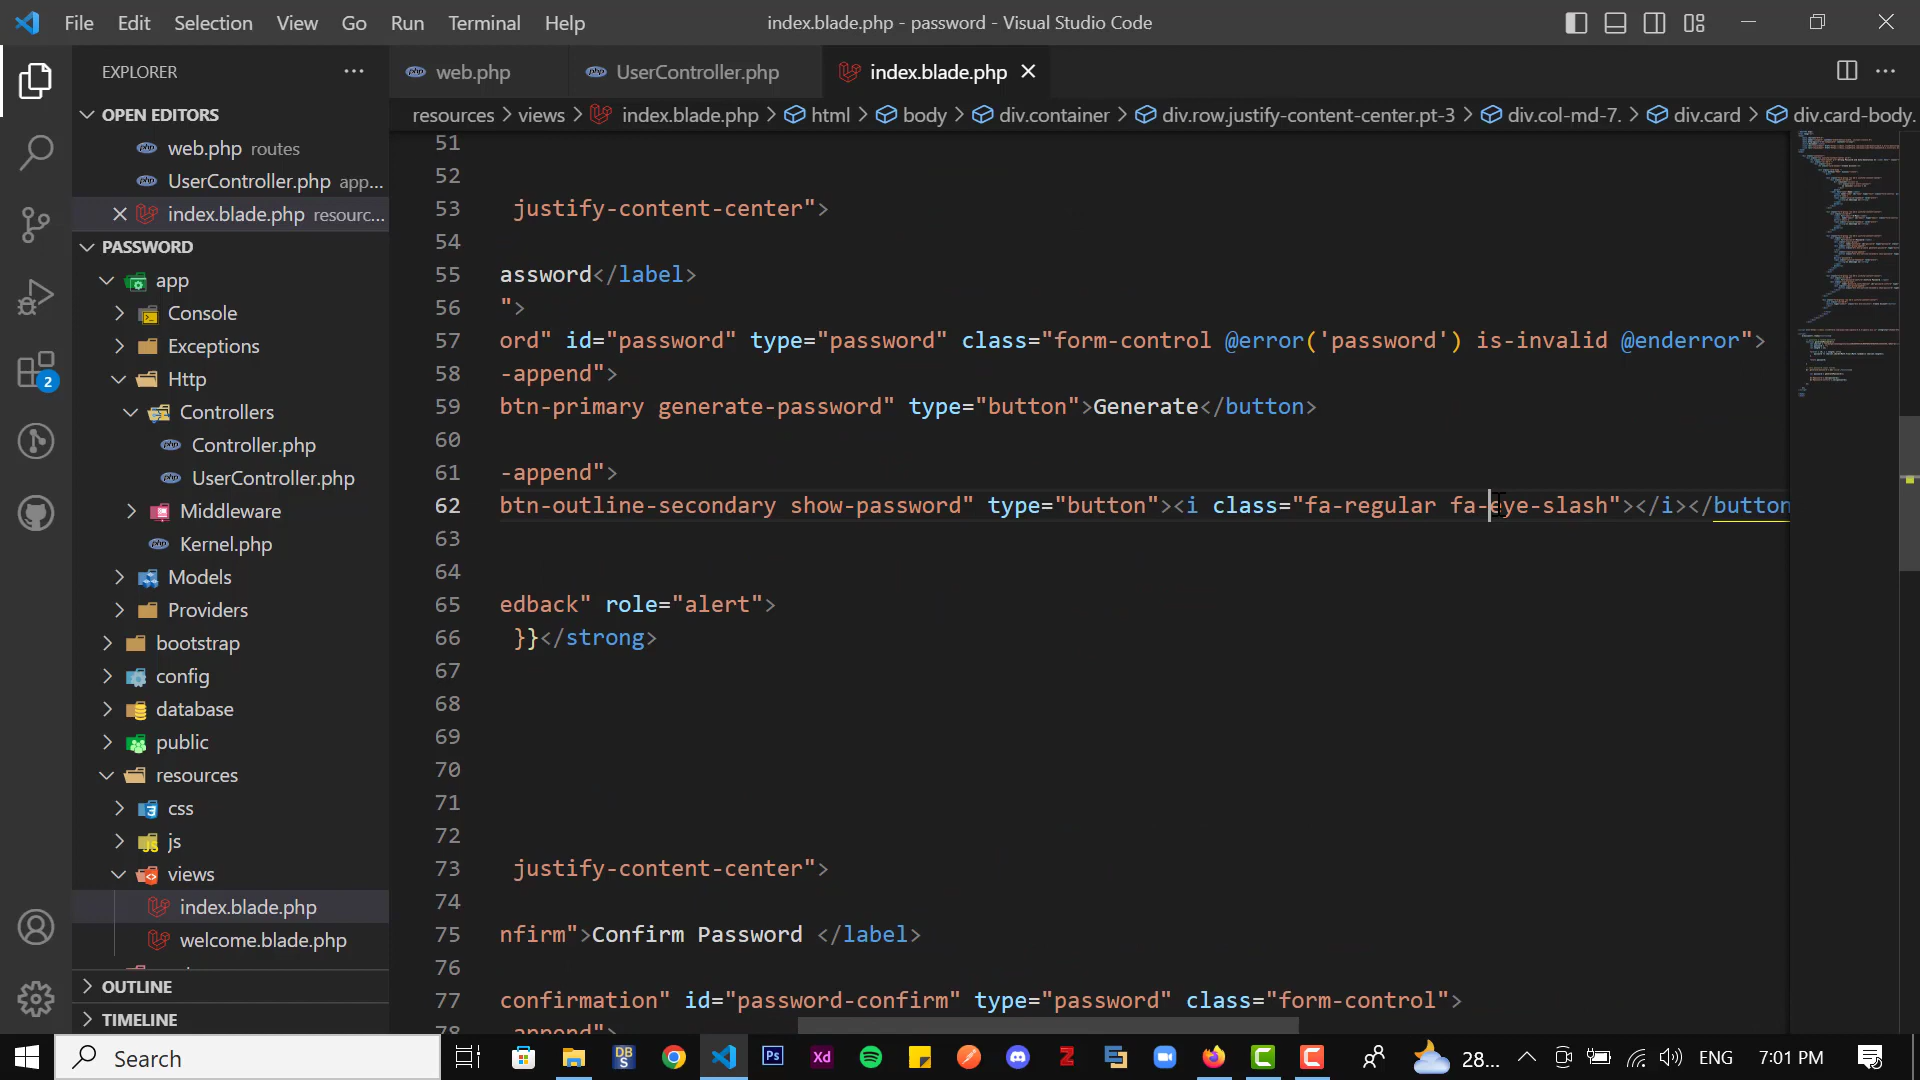 File Edit Selection View Go Run Terminal Help
index.blade.php - password - Visual Studio Code
EXPLORER
OPEN EDITORS
web.php routes
UserController.php app...
index.blade.php resourc...
PASSWORD
app
Console
Exceptions
Http
Controllers
Controller.php
UserController.php
Middleware
Kernel.php
Models
Providers
bootstrap
config
database
public
resources
css
js
views
index.blade.php
welcome.blade.php
OUTLINE
TIMELINE
2
web.php UserController.php index.blade.php
resources > views > index.blade.php > html > body > div.container > div.row.justify-content-center.pt-3 > div.col-md-7. > div.card > div.card-body.
51
52
53 justify-content-center">
54
55 assword</label>
56 ">
57 ord" id="password" type="password" class="form-control @error('password') is-invalid @enderror">
58 -append">
59 btn-primary generate-password" type="button">Generate</button>
60
61 -append">
62 btn-outline-secondary show-password" type="button"><i class="fa-regular fa-eye-slash"></i></button
63
64
65 edback" role="alert">
66 }}</strong>
67
68
69
70
71
72
73 justify-content-center">
74
75 nfirm">Confirm Password </label>
76
77 confirmation" id="password-confirm" type="password" class="form-control">
78 append">
Search
DB
S
Ps
Xd
28...
ENG
7:01 PM